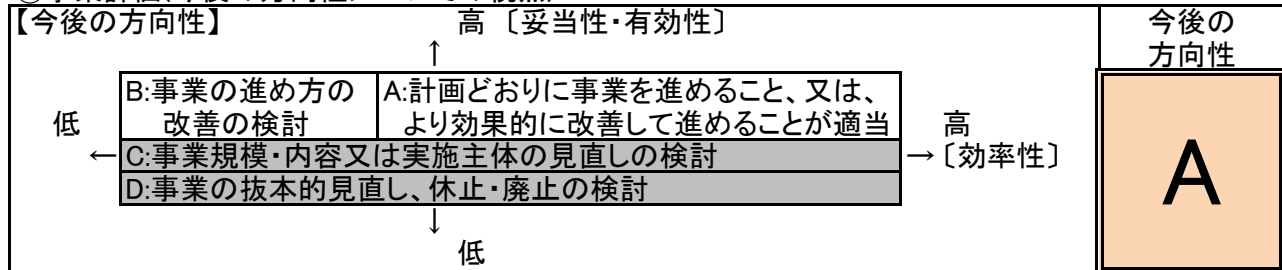 【今後の方向性】
高 〔妥当性・有効性〕
↑
今後の
方向性
B:事業の進め方の
改善の検討
A:計画どおりに事業を進めること、又は、
より効果的に改善して進めることが適当
低
←
高
→〔効率性〕
C:事業規模・内容又は実施主体の見直しの検討
D:事業の抜本的見直し、休止・廃止の検討
↓
低
A